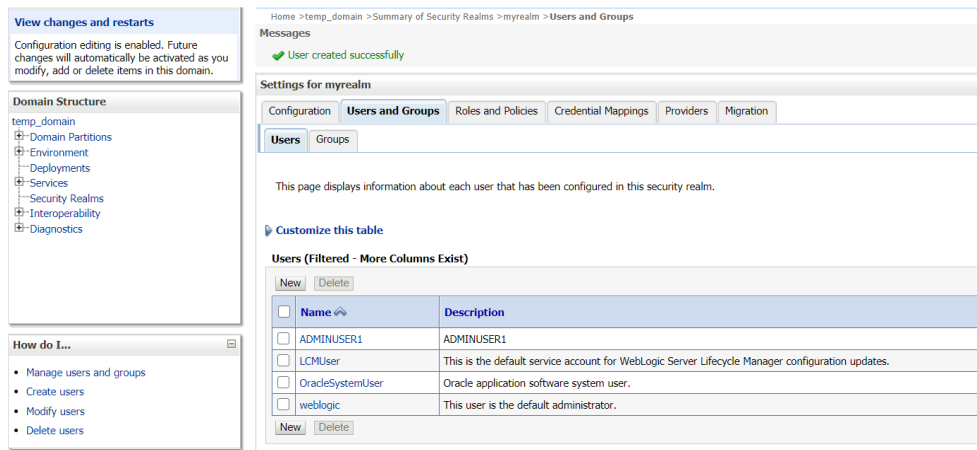 View changes and restarts
Configuration editing is enabled. Future
changes will automatically be activated as you
modify, add or delete items in this domain.
Domain Structure
temp_domain
Domain Partitions
Environment
Deployments
Services
Security Realms
Interoperability
Diagnostics
How do I...
Manage users and groups
Create users
Modify users
Delete users
Home >temp_domain >Summary of Security Realms >myrealm >Users and Groups
Messages
User created successfully
Settings for myrealm
Configuration Users and Groups Roles and Policies Credential Mappings Providers Migration
Users Groups
This page displays information about each user that has been configured in this security realm.
Customize this table
Users (Filtered - More Columns Exist)
New Delete
Name Description
ADMINUSER1 ADMINUSER1
LCMUser This is the default service account for WebLogic Server Lifecycle Manager configuration updates.
OracleSystemUser Oracle application software system user.
weblogic This user is the default administrator.
New Delete